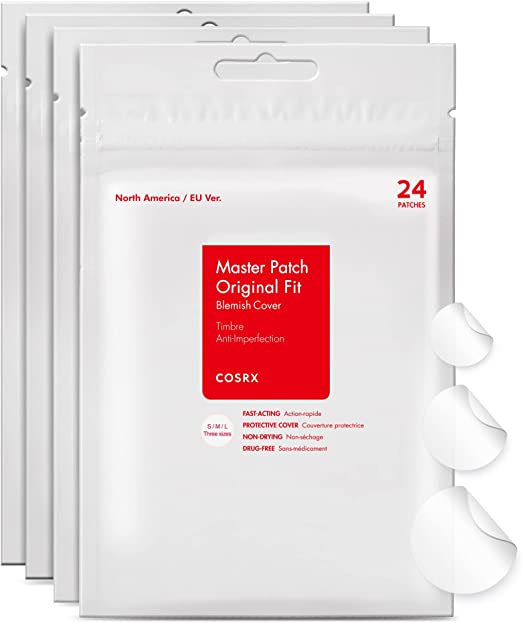 North America / EU Ver.
24
PATCHES
Master Patch
Original Fit
Blemish Cover
Timbre
Anti-Imperfection
COSRX
S / M / L
Three sizes
FAST-ACTING Action-rapide
PROTECTIVE COVER Couverture protectrice
NON-DRYING Non-séchage
DRUG-FREE Sans-médicament